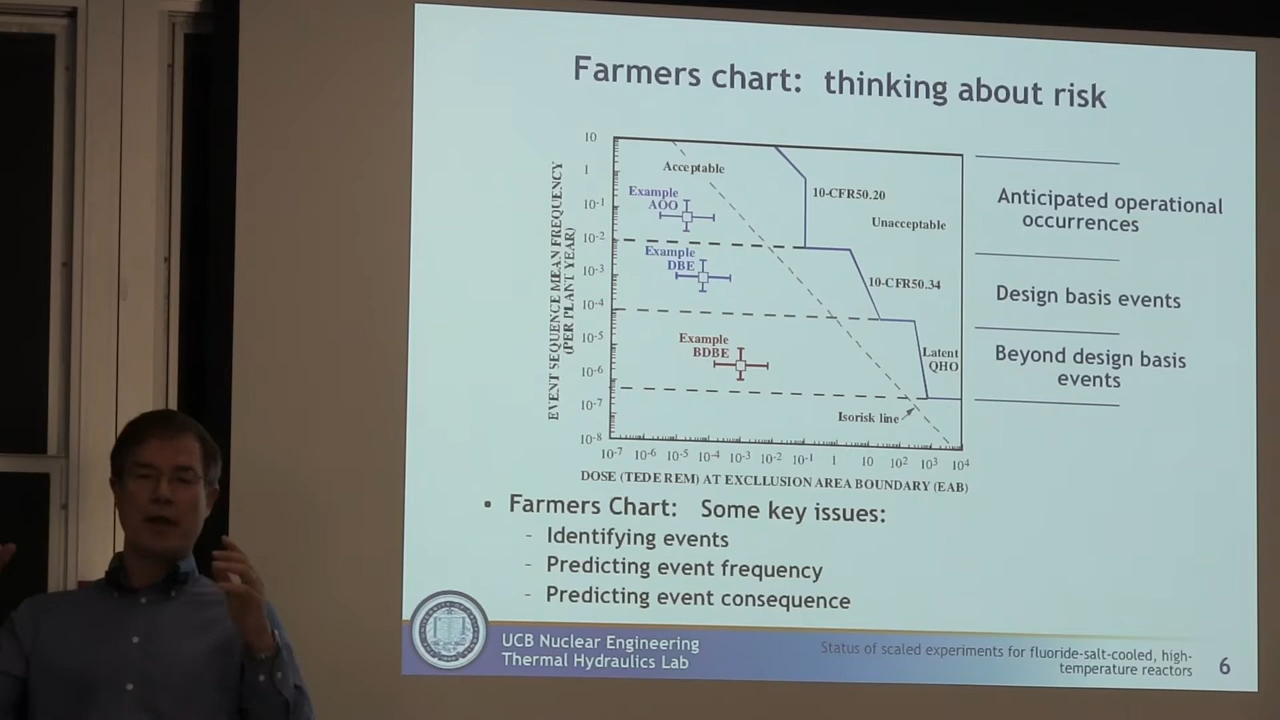 Farmers chart: thinking about risk
10
1
10-1
10-2
10-3
10-4
10-5
10-6
10-7
10-8
EVENT SEQUENCE MEAN FREQUENCY
(PER PLANT YEAR)
Acceptable
Example
AOO
10-CFR50.20
Unacceptable
Example
DBE
10-CFR50.34
Example
BDBE
Latent
QHO
Isorisk line
10-7 10-6 10-5 10-4 10-3 10-2 10-1 1 10 102 103 104
DOSE (TEDE REM) AT EXCLLUSION AREA BOUNDARY (EAB)
Anticipated operational
occurrences
Design basis events
Beyond design basis
events
• Farmers Chart: Some key issues:
- Identifying events
- Predicting event frequency
- Predicting event consequence
UCB Nuclear Engineering
Thermal Hydraulics Lab
Status of scaled experiments for fluoride-salt-cooled, high-
temperature reactors
6